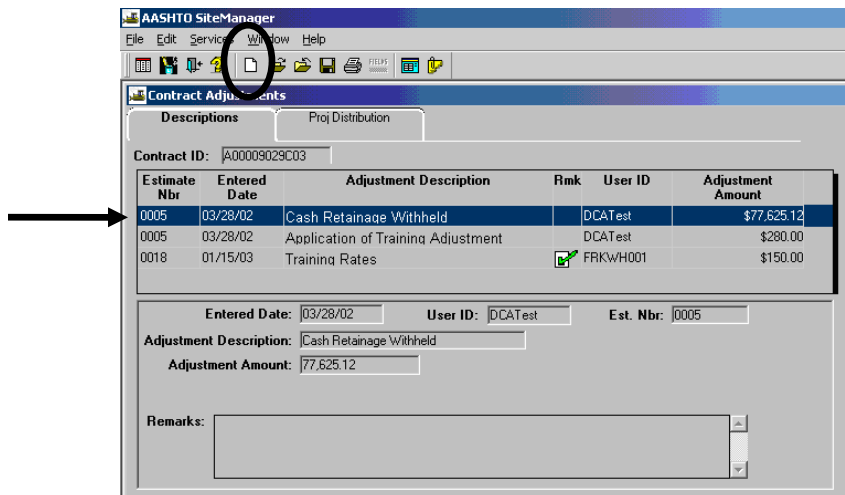 AASHTO SiteManager
File Edit Services Window Help
FIELDS
Contract Adjustments
Descriptions Proj Distribution
Contract ID: A00009029C03
Estimate Nbr Entered Date Adjustment Description Rmk User ID Adjustment Amount
0005 03/28/02 Cash Retainage Withheld DCATest $77,625.12
0005 03/28/02 Application of Training Adjustment DCATest $280.00
0018 01/15/03 Training Rates FRKWH001 $150.00
Entered Date: 03/28/02 User ID: DCATest Est. Nbr: 0005
Adjustment Description: Cash Retainage Withheld
Adjustment Amount: 77,625.12
Remarks: